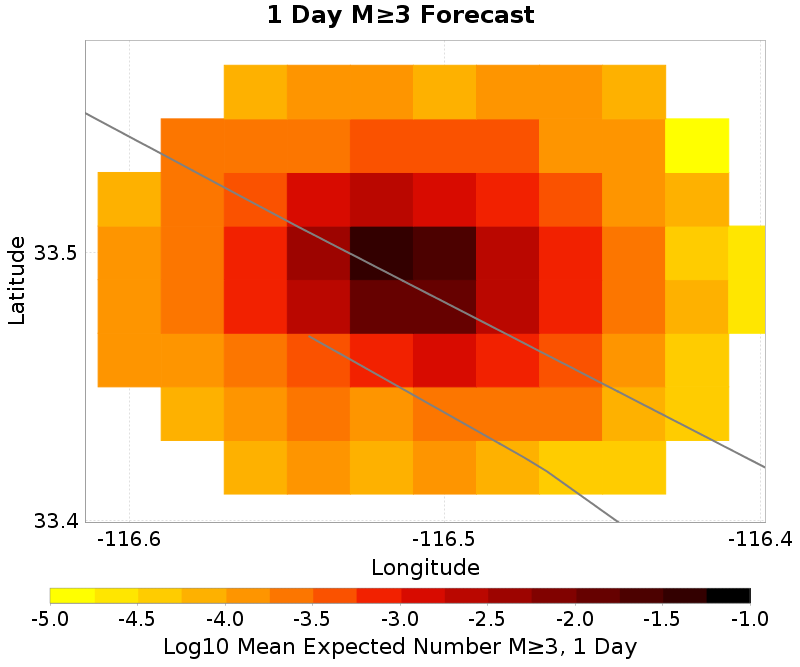 1 Day M≥3 Forecast
Latitude
33.5
33.4
-116.6 -116.5 -116.4
Longitude
-5.0 -4.5 -4.0 -3.5 -3.0 -2.5 -2.0 -1.5 -1.0
Log10 Mean Expected Number M≥3, 1 Day